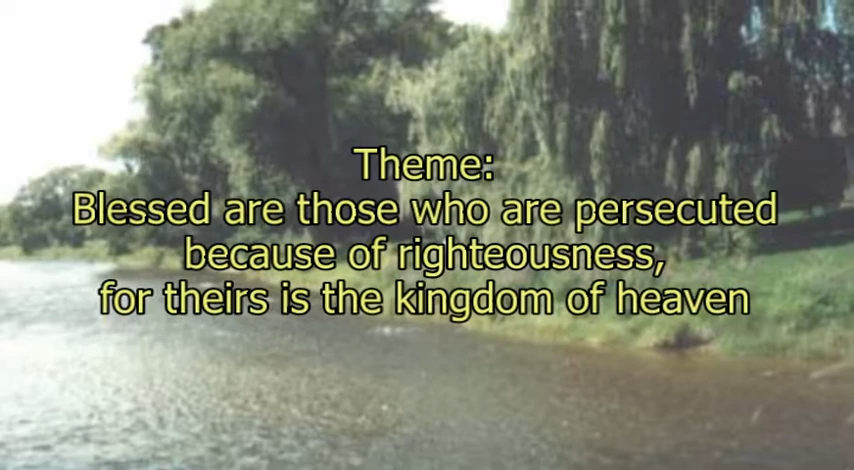 Theme:
Blessed are those who are persecuted
because of righteousness,
for theirs is the kingdom of heaven